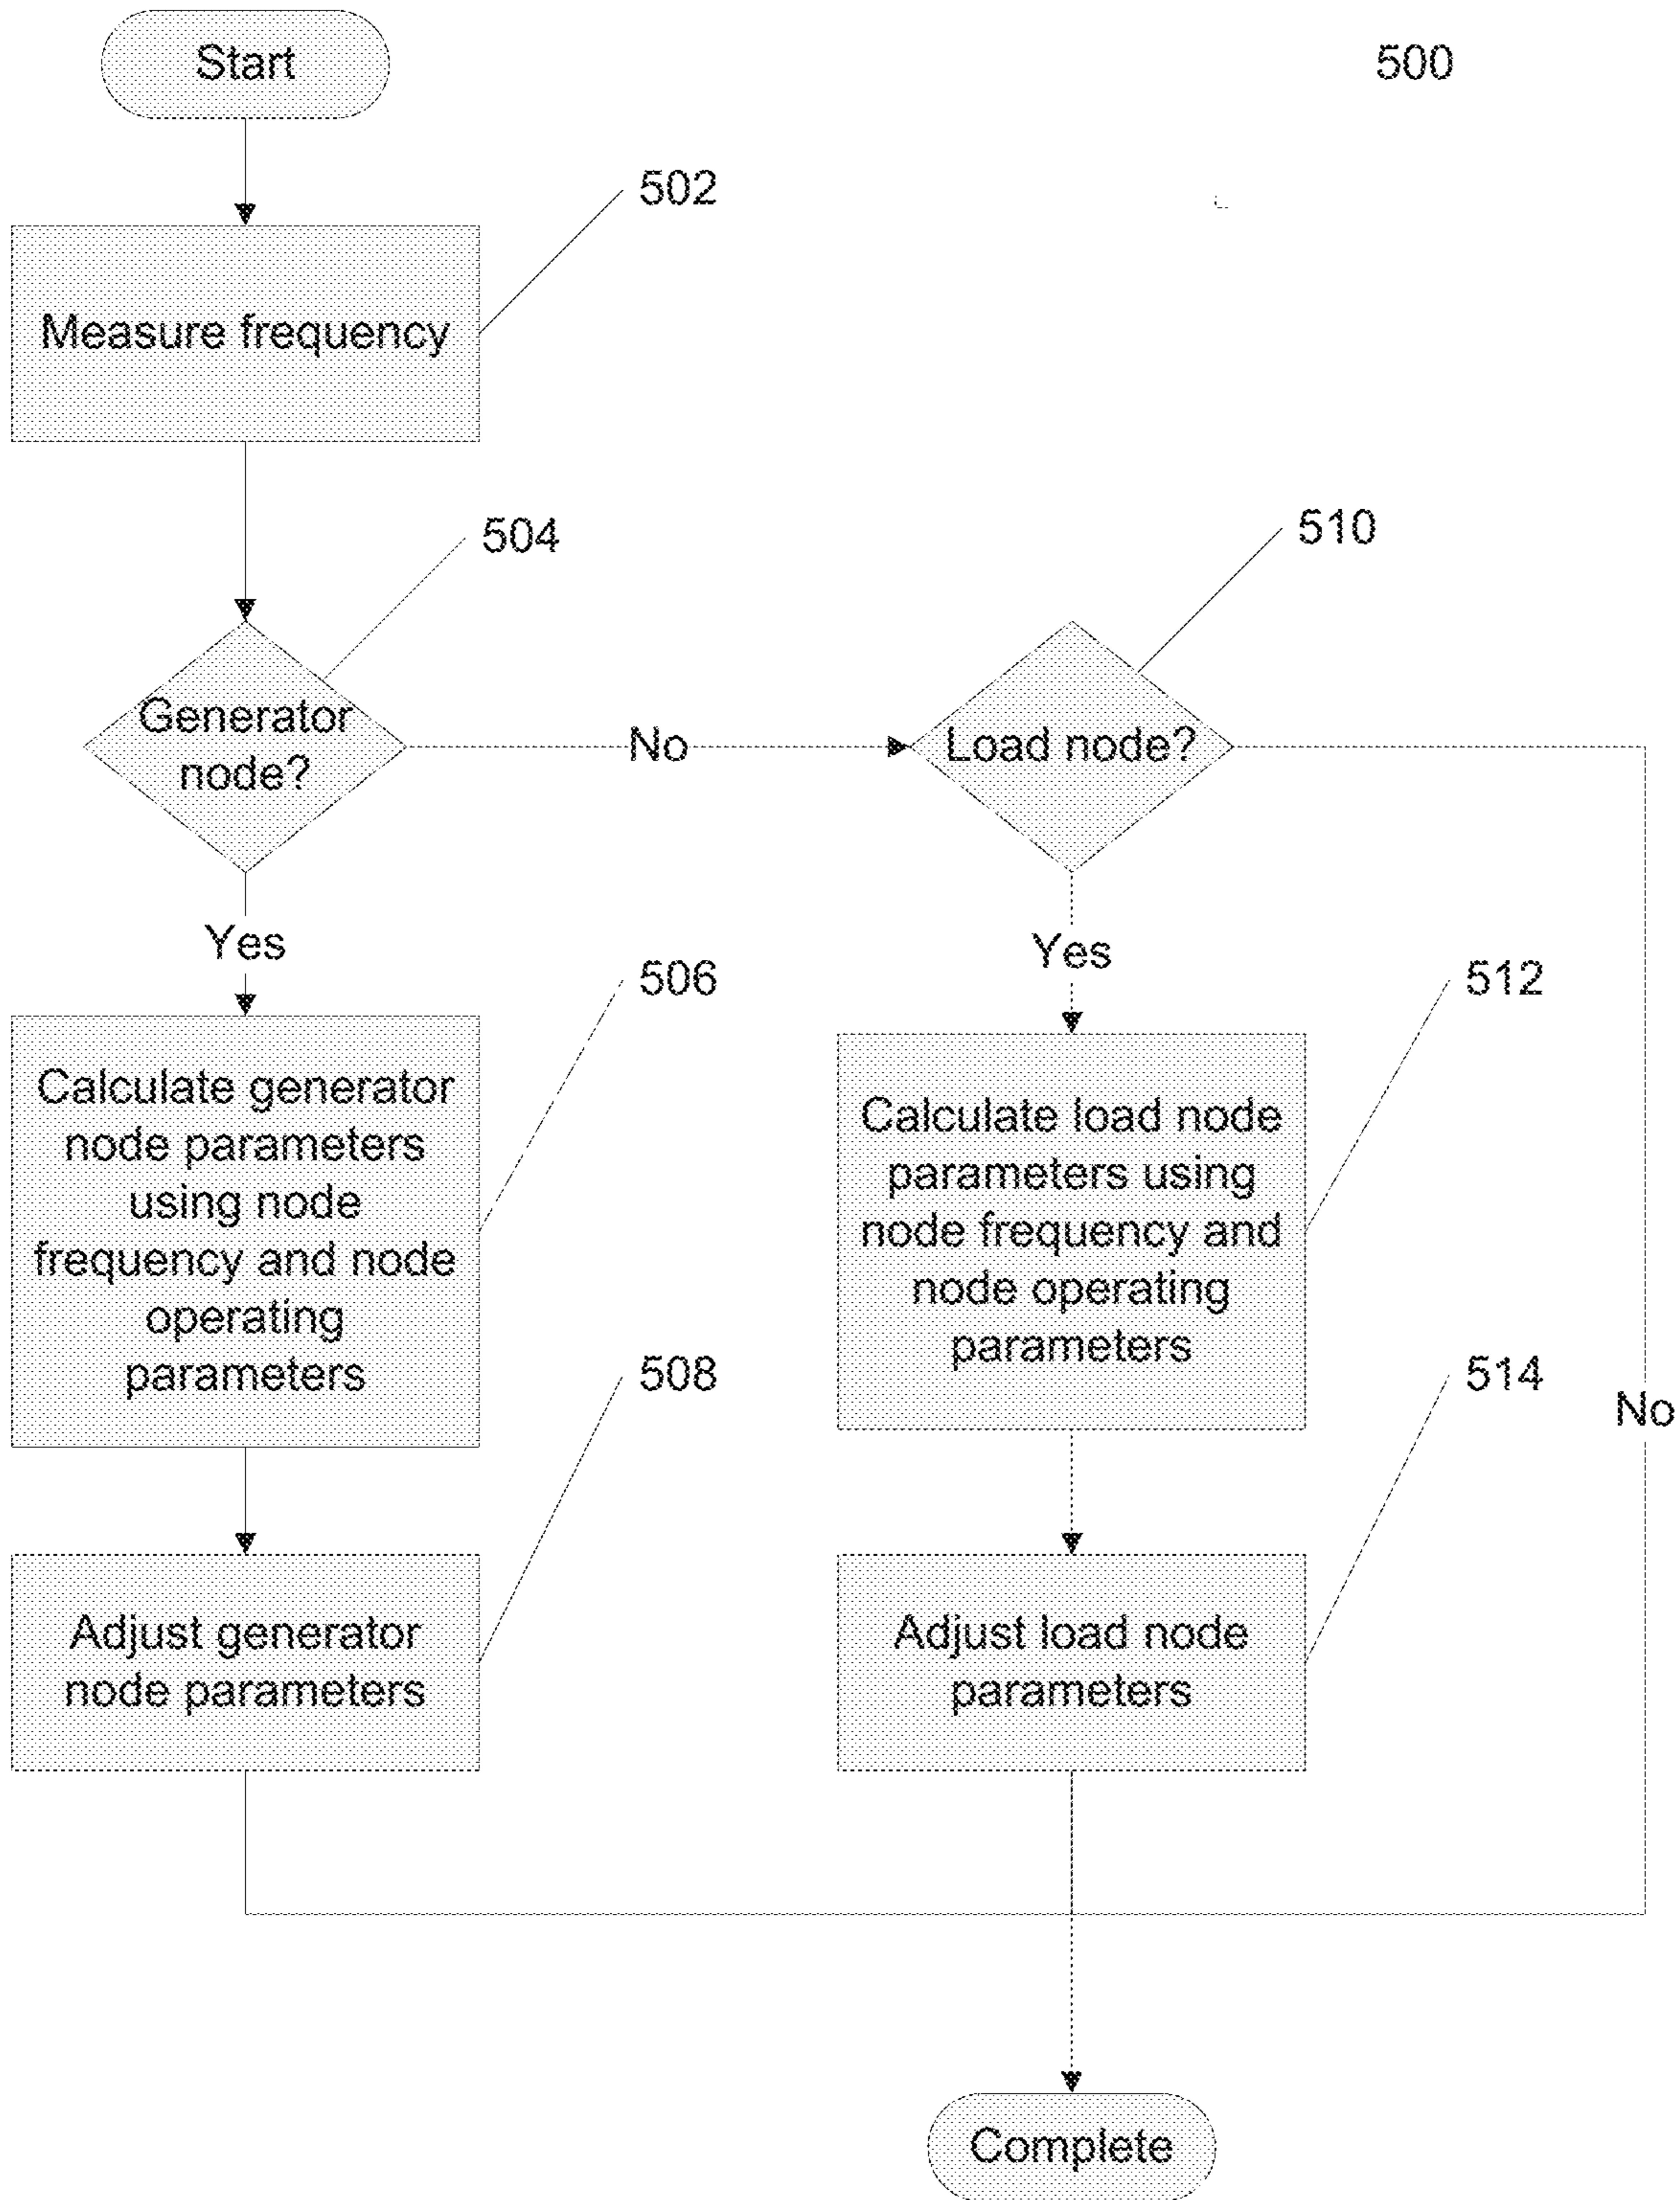 Start
500
502
Measure frequency
504
510
Generator
node?
No
Load node?
Yes
Yes
506
512
Calculate generator
node parameters
using node
frequency and node
operating
parameters
Calculate load node
parameters using
node frequency and
node operating
parameters
508
514
No
Adjust generator
node parameters
Adjust load node
parameters
Complete